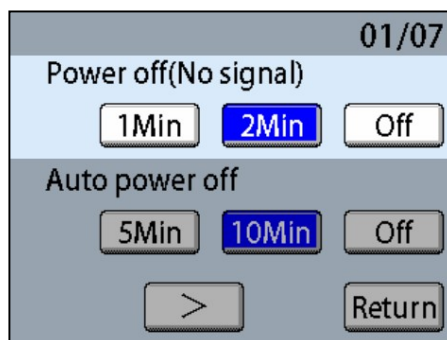 01/07
Power off(No signal)
1Min 2Min Off
Auto power off
5Min 10Min Off
> Return